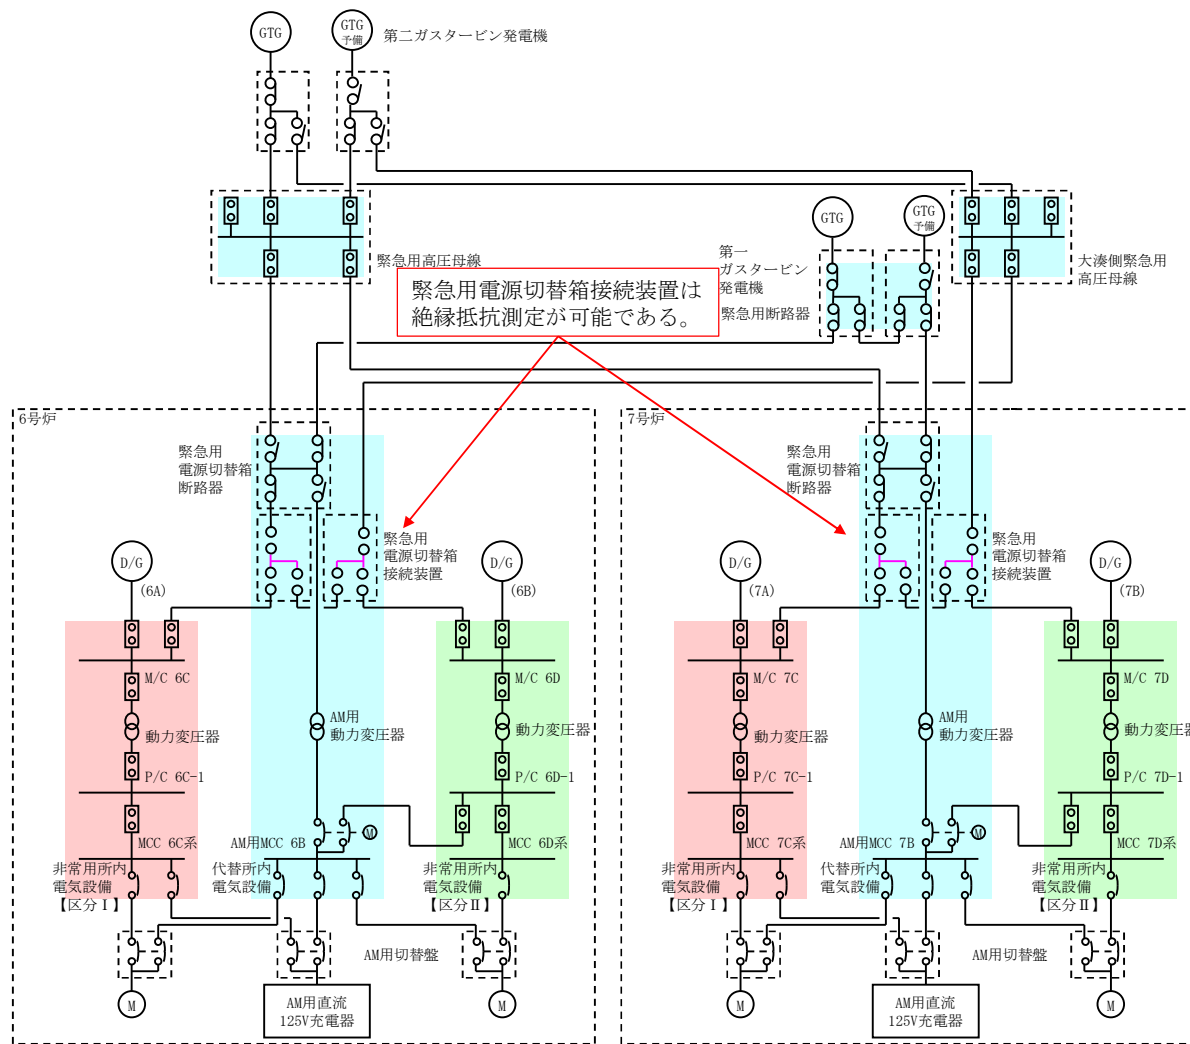 GTG
GTG
予備
第二ガスタービン発電機
GTG
GTG
予備
緊急用高圧母線
第一
ガスタービン
発電機
緊急用断路器
大湊側緊急用
高圧母線
緊急用電源切替箱接続装置は
絶縁抵抗測定が可能である。
6号炉
緊急用
電源切替箱
断路器
緊急用
電源切替箱
接続装置
D/G
(6A)
D/G
(6B)
M/C 6C
M/C 6D
動力変圧器
AM用
動力変圧器
動力変圧器
P/C 6C-1
P/C 6D-1
MCC 6C系
AM用MCC 6B
M
MCC 6D系
非常用所内
電気設備
【区分Ⅰ】
代替所内
電気設備
非常用所内
電気設備
【区分Ⅱ】
AM用切替盤
M
AM用直流
125V充電器
M
7号炉
緊急用
電源切替箱
断路器
緊急用
電源切替箱
接続装置
D/G
(7A)
D/G
(7B)
M/C 7C
M/C 7D
動力変圧器
AM用
動力変圧器
動力変圧器
P/C 7C-1
P/C 7D-1
MCC 7C系
AM用MCC 7B
M
MCC 7D系
非常用所内
電気設備
【区分Ⅰ】
代替所内
電気設備
非常用所内
電気設備
【区分Ⅱ】
AM用切替盤
M
AM用直流
125V充電器
M